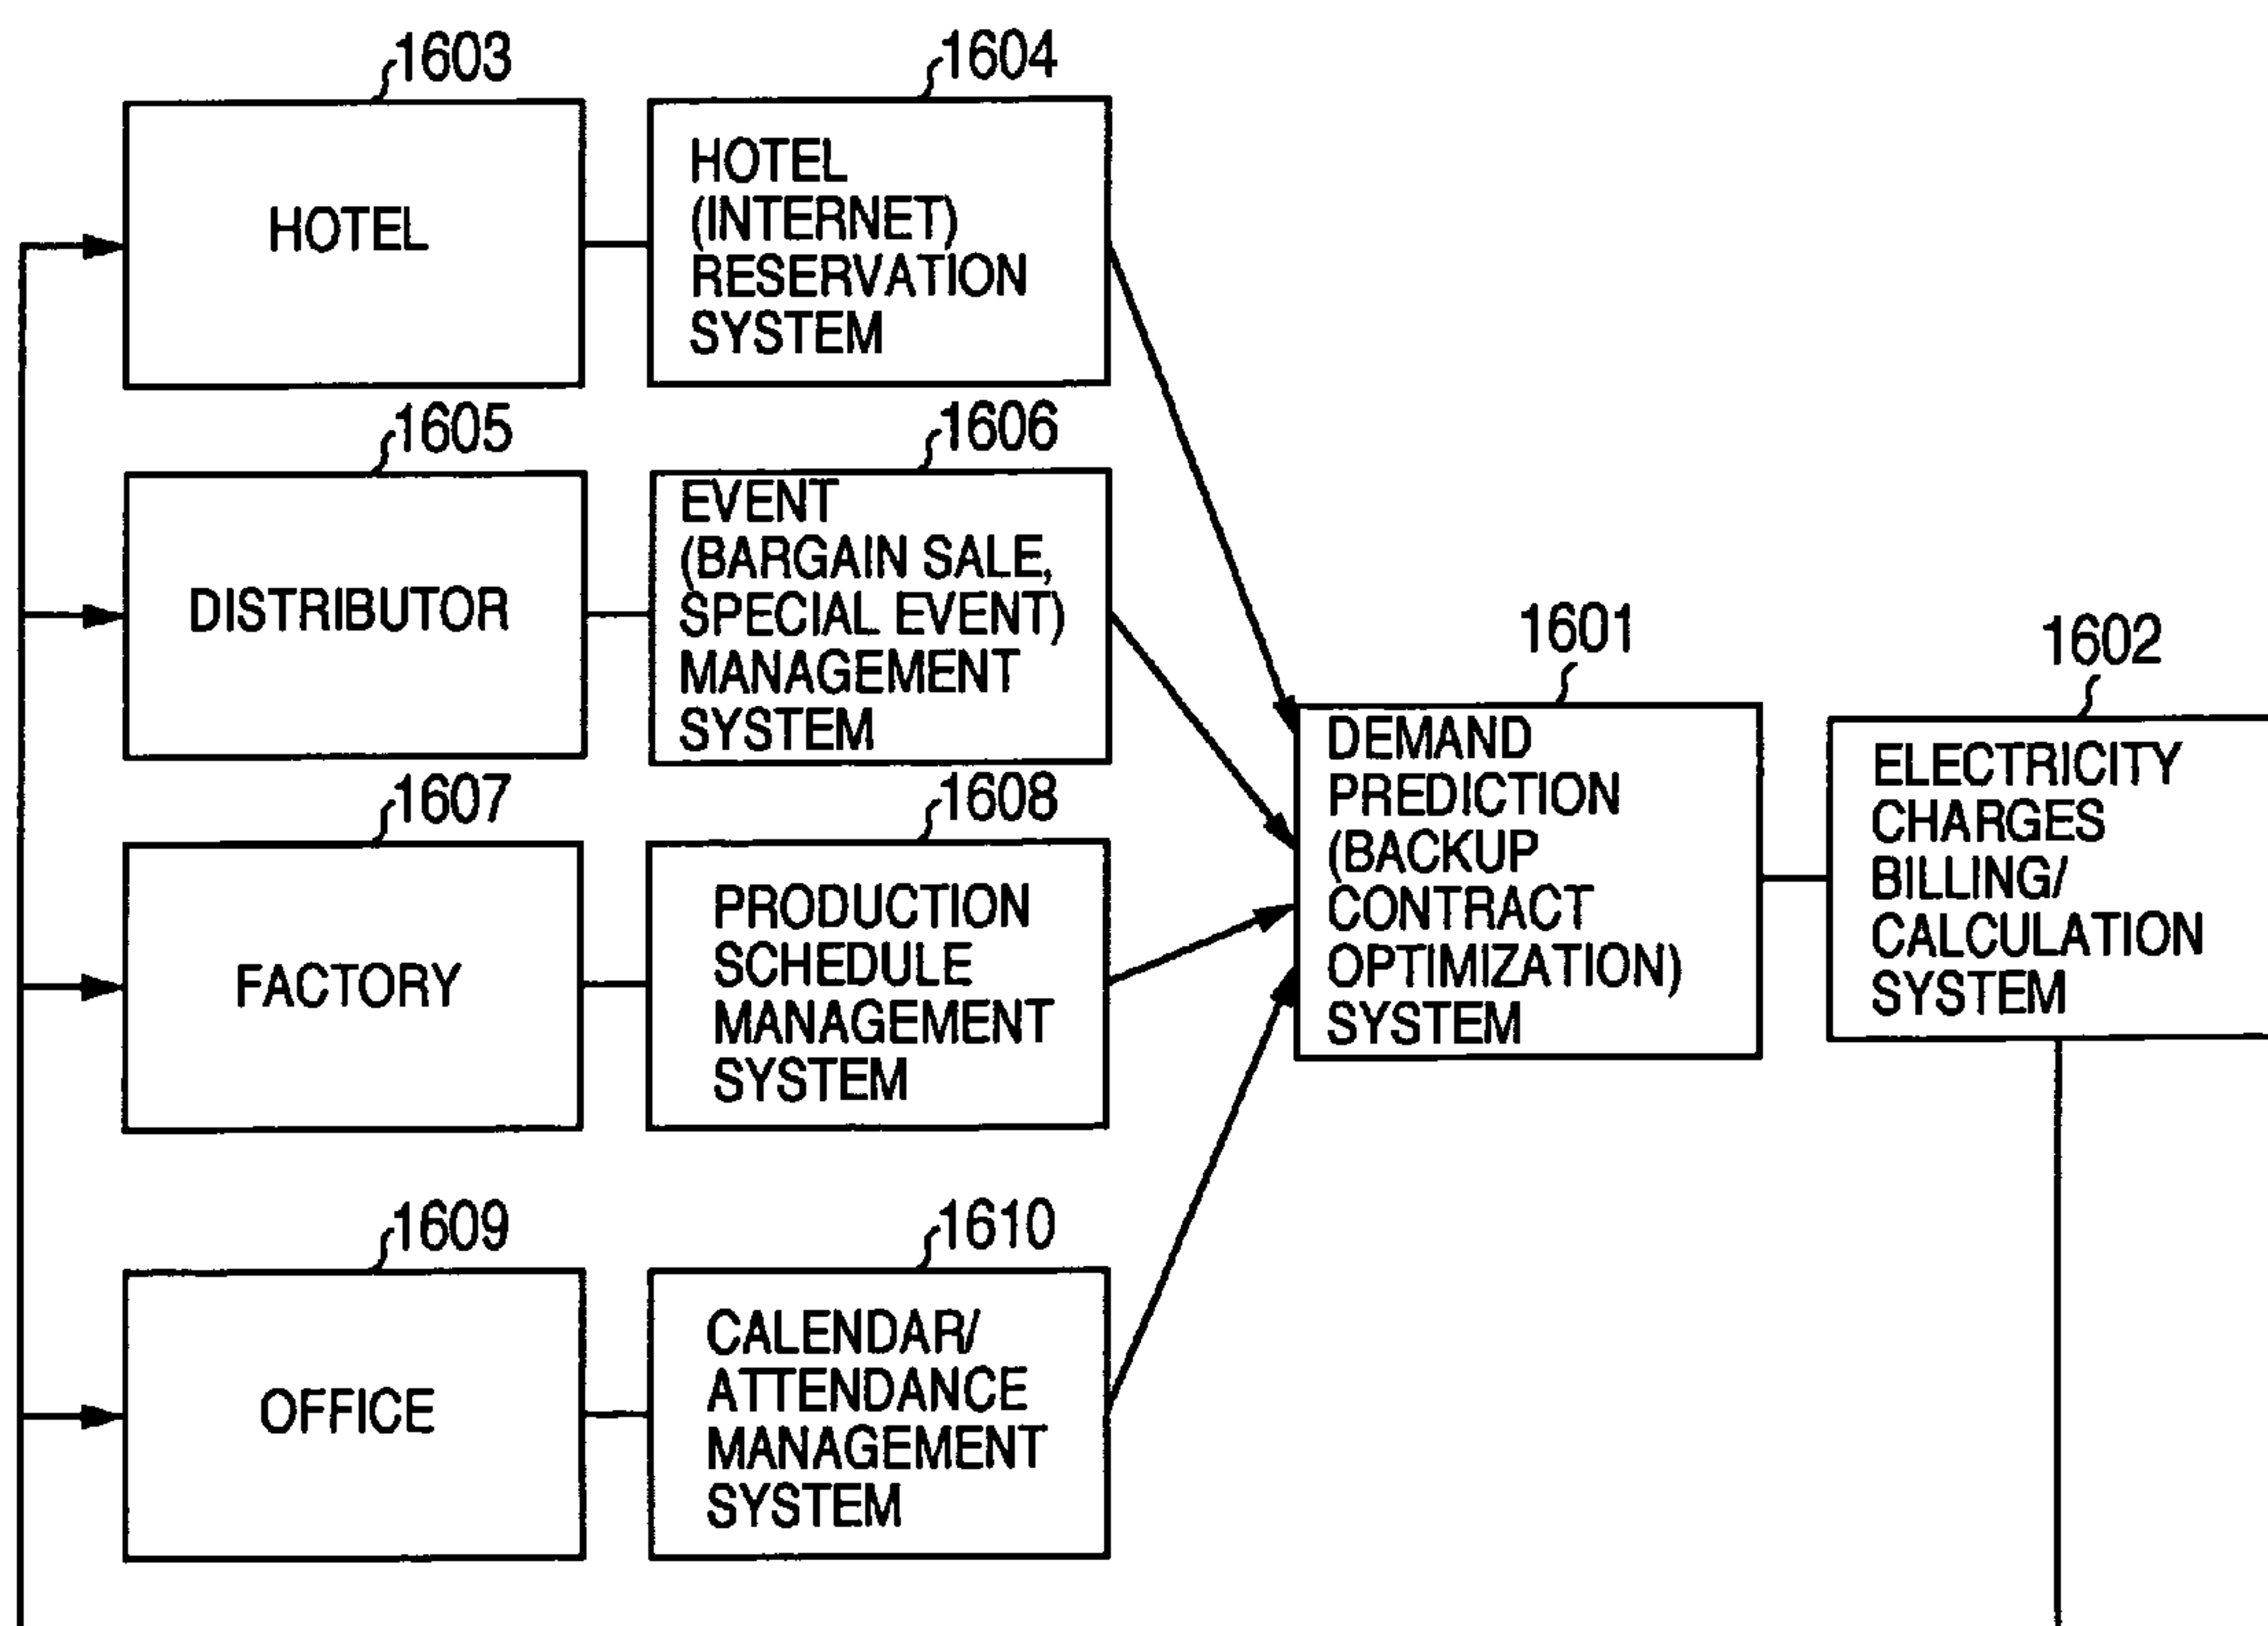 1603
HOTEL
1604
HOTEL
(INTERNET)
RESERVATION
SYSTEM
1605
DISTRIBUTOR
1606
EVENT
(BARGAIN SALE,
SPECIAL EVENT)
MANAGEMENT
SYSTEM
1607
FACTORY
1608
PRODUCTION
SCHEDULE
MANAGEMENT
SYSTEM
1609
OFFICE
1610
CALENDAR/
ATTENDANCE
MANAGEMENT
SYSTEM
1601
DEMAND
PREDICTION
(BACKUP
CONTRACT
OPTIMIZATION)
SYSTEM
1602
ELECTRICITY
CHARGES
BILLING/
CALCULATION
SYSTEM